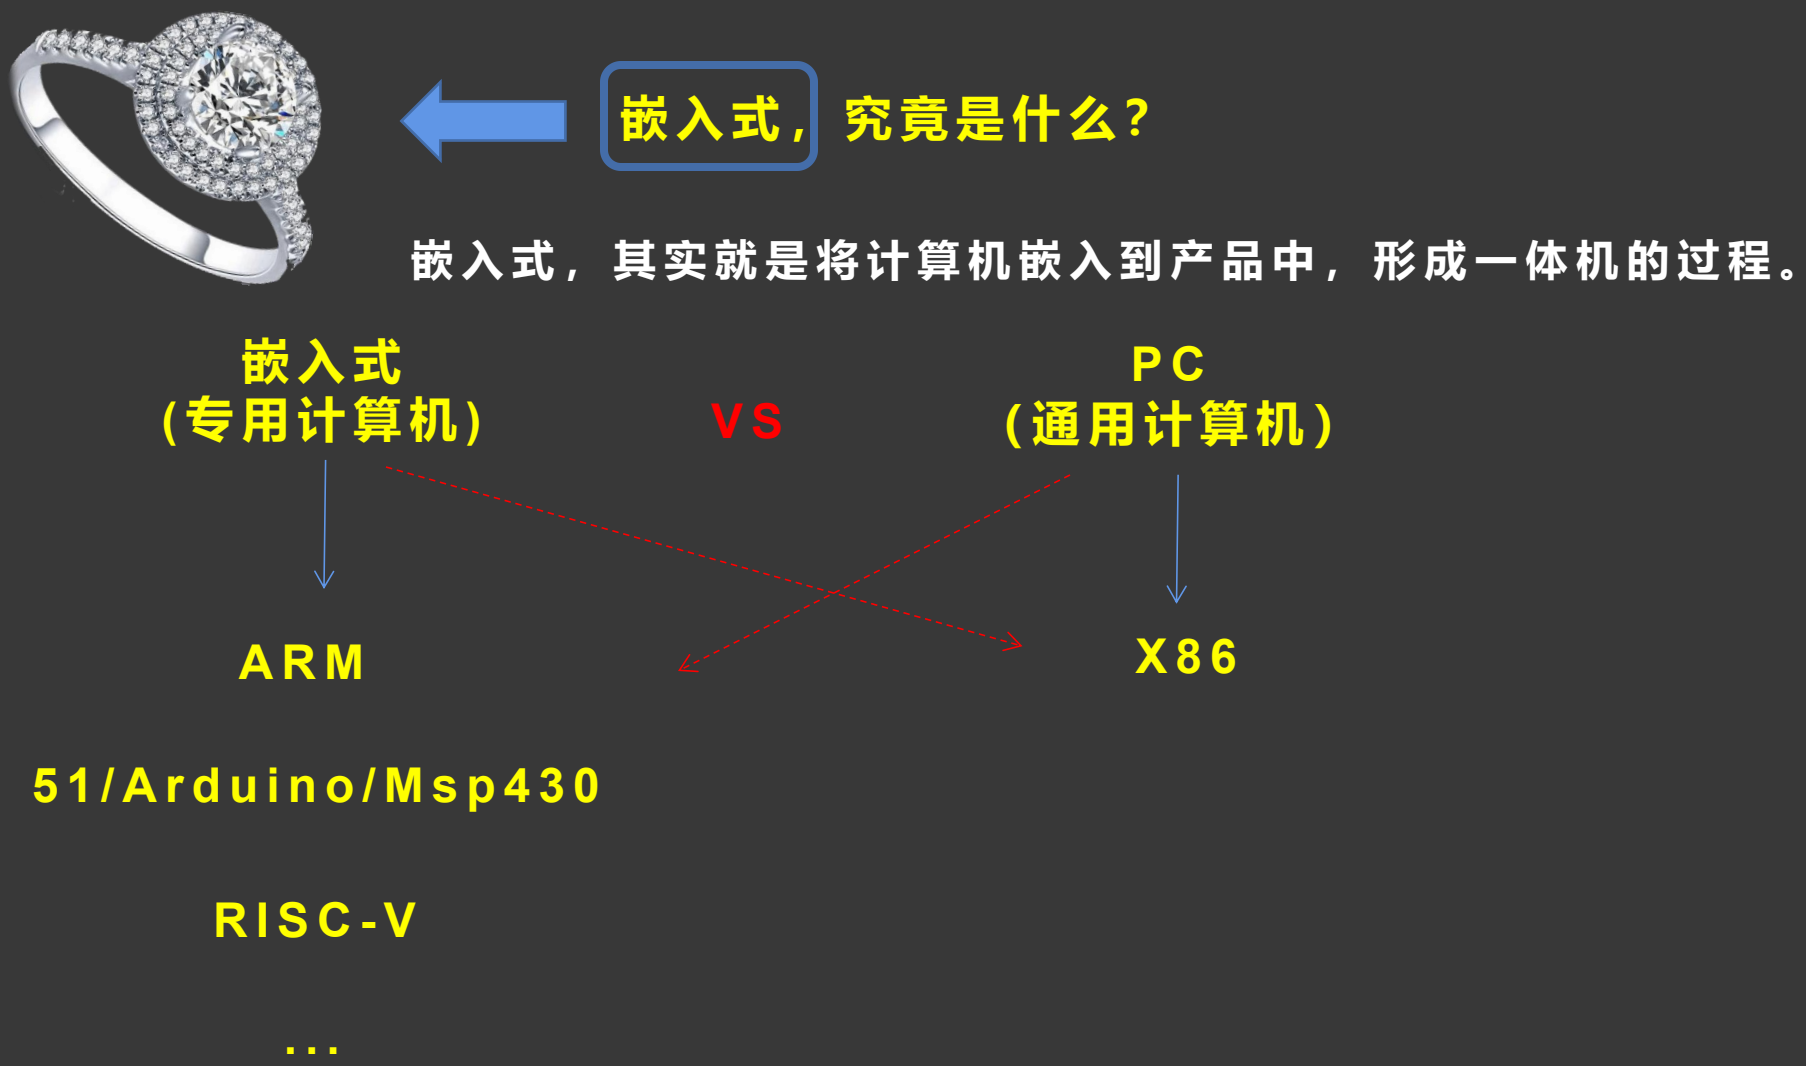 嵌入式，究竟是什么？
嵌入式，其实就是将计算机嵌入到产品中，形成一体机的过程。
嵌入式
(专用计算机)
VS
PC
(通用计算机)
ARM
X86
51/Arduino/Msp430
RISC-V
...